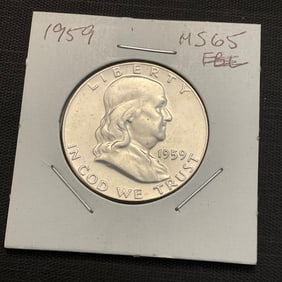 1959 MS65
FBL
LIBERTY
1959
IN GOD WE TRUST